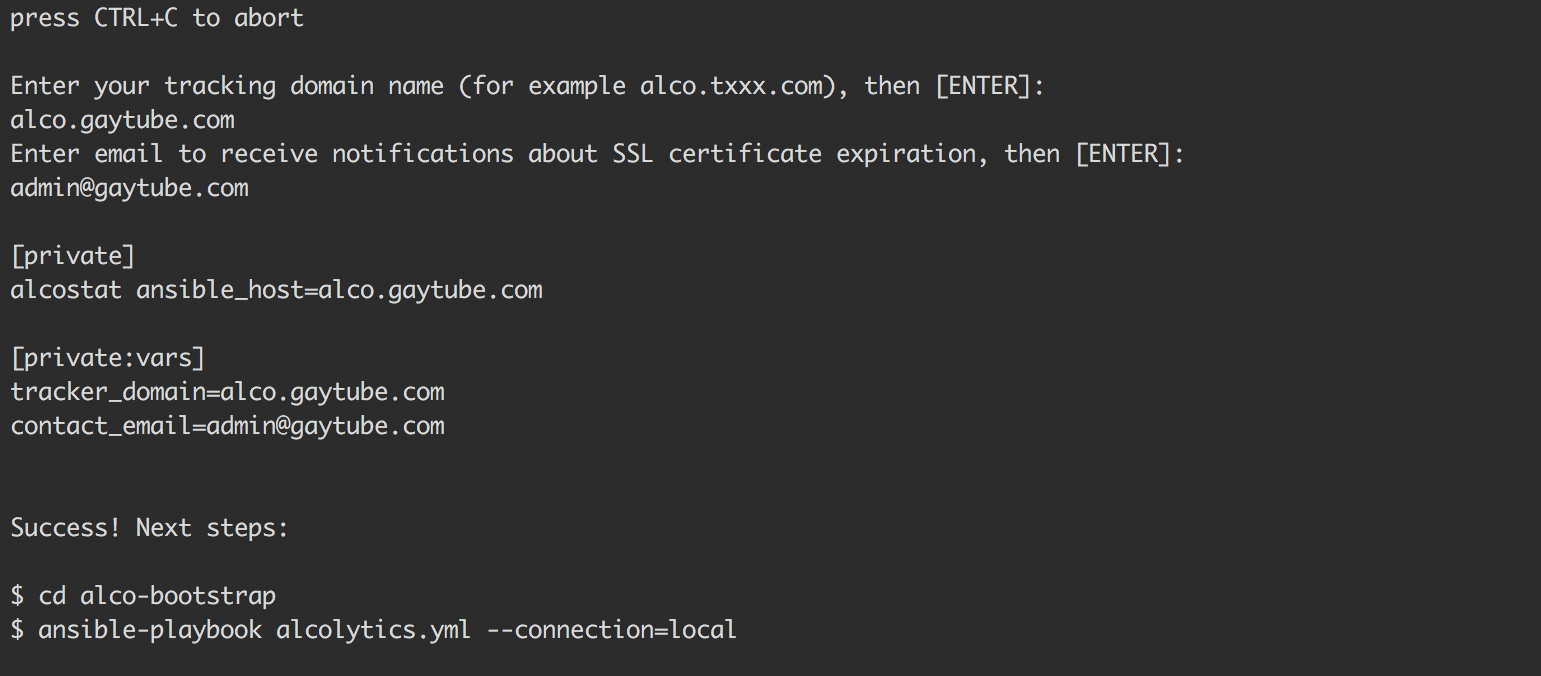 press CTRL+C to abort
Enter your tracking domain name (for example alco.txxx.com), then [ENTER]:
alco.gaytube.com
Enter email to receive notifications about SSL certificate expiration, then [ENTER]:
admin@gaytube.com
[private]
alcostat ansible_host=alco.gaytube.com
[private:vars]
tracker_domain=alco.gaytube.com
contact_email=admin@gaytube.com
Success! Next steps:
$ cd alco-bootstrap
$ ansible-playbook alcolytics.yml --connection=local